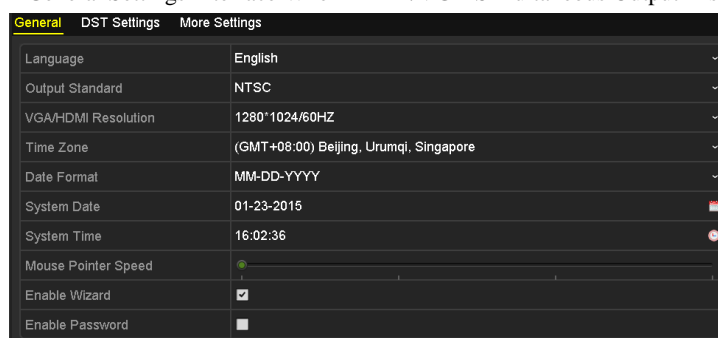 General DST Settings More Settings
Language English
Output Standard NTSC
VGA/HDMI Resolution 1280*1024/60HZ
Time Zone (GMT+08:00) Beijing, Urumqi, Singapore
Date Format MM-DD-YYYY
System Date 01-23-2015
System Time 16:02:36
Mouse Pointer Speed
Enable Wizard
Enable Password